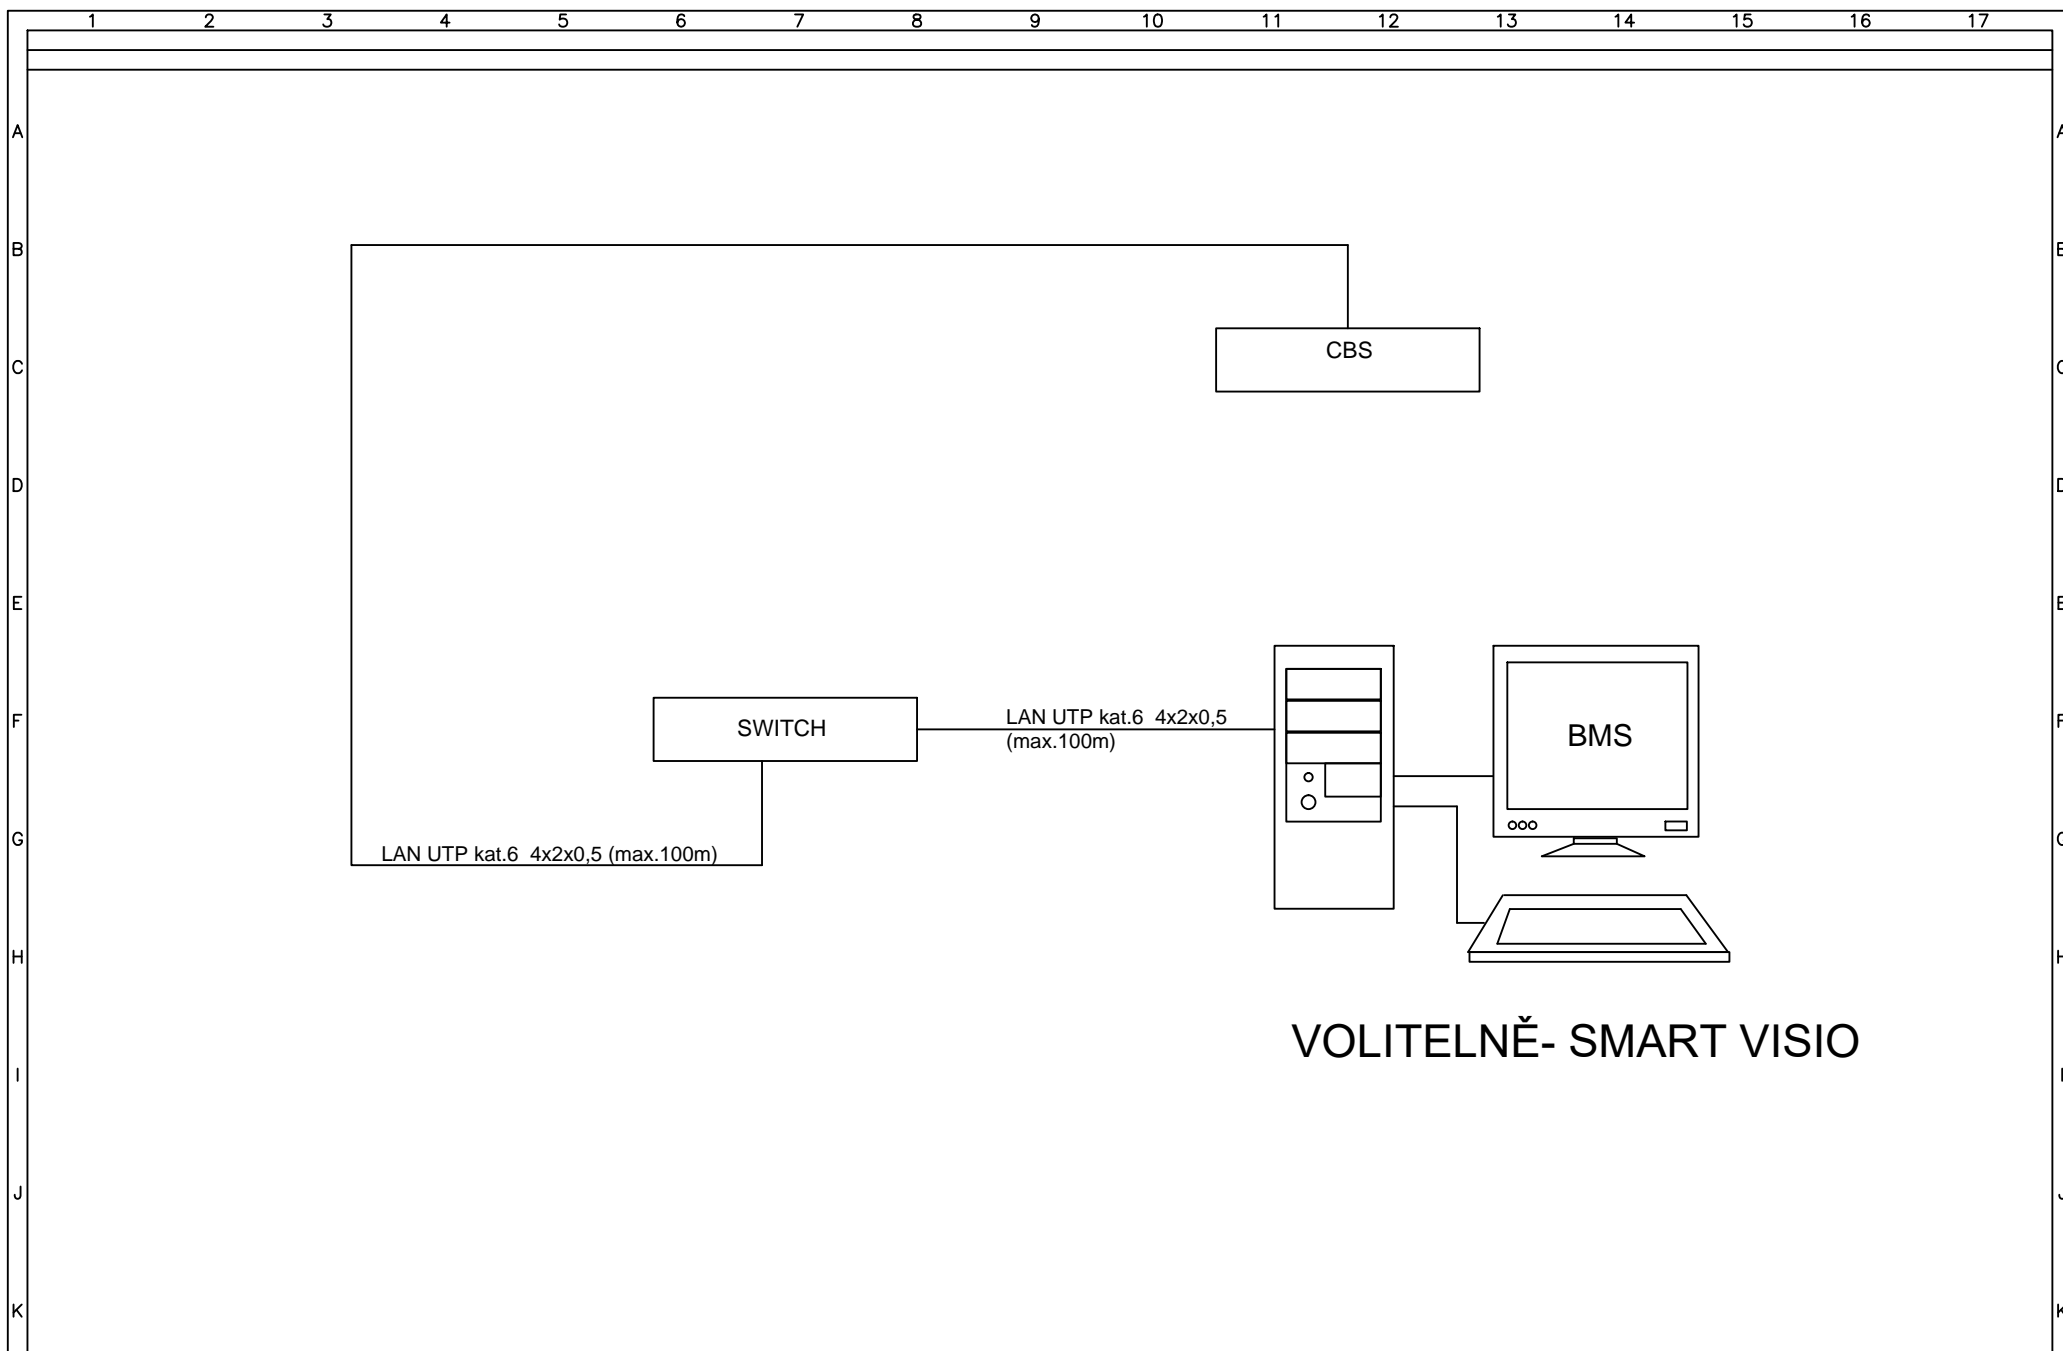 1 2 3 4 5 6 7 8 9 10 11 12 13 14 15 16 17
A
B
CBS
C
D
E
F
SWITCH
LAN UTP kat.6 4x2x0,5
(max.100m)
BMS
G
LAN UTP kat.6 4x2x0,5 (max.100m)
H
VOLITELNĚ- SMART VISIO
I
J
K